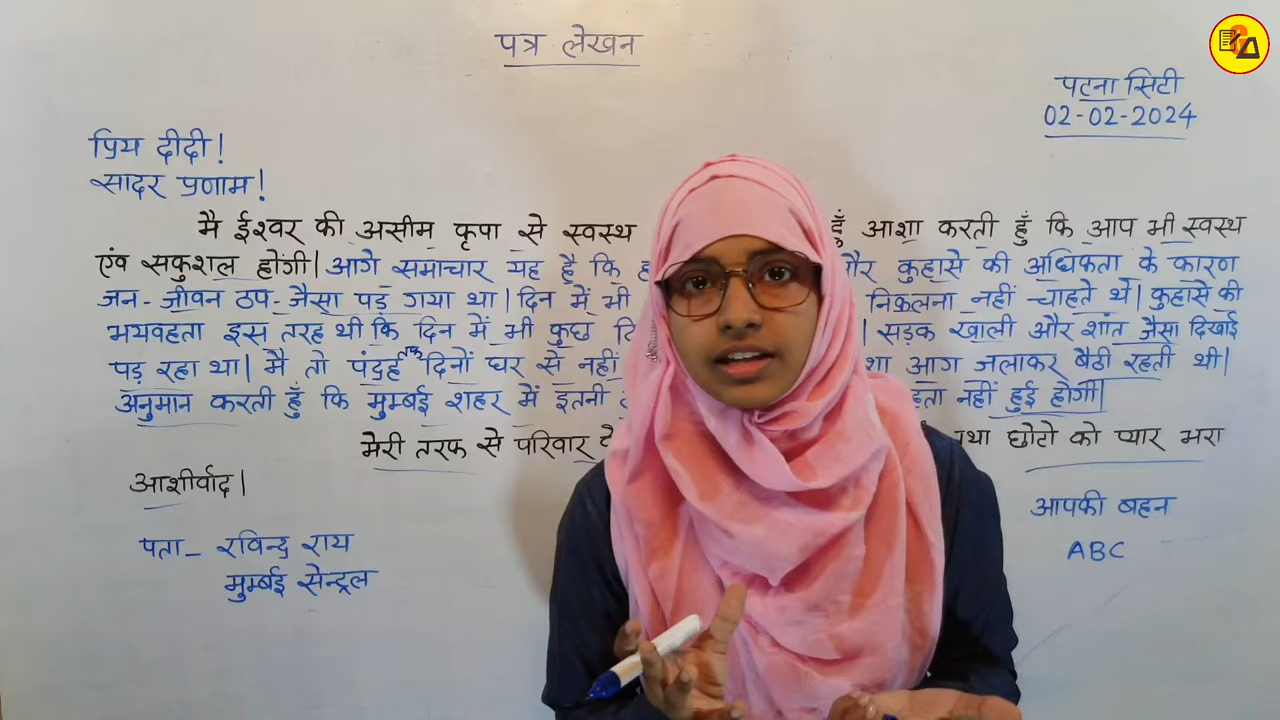 पत्र लेखन
पटना सिटी
02-02-2024
प्रिय दीदी!
सादर प्रणाम!
मै ईश्वर की असीम कृपा से स्वस्थ हूँ आशा करती हुँ कि आप भी स्वस्थ
एंव सकुशल होंगी। आगे समाचार यह है कि और कुहासे की अधिकता के कारण
जन-जीवन ठप-जैसा पड़ गया था। दिन में भी निकलना नहीं चाहते थे। कुहासे की
भयवहता इस तरह थी कि दिन में भी कुछ सड़क खाली और शांत जैसा दिखाई
पड़ रहा था। मै तो पंद्रह दिनों तक घर से नहीं आग जलाकर बैठी रहती थी।
अनुमान करती हुँ कि मुम्बई शहर में इतनी नहीं हुई होगी।
मेरी तरफ से परिवार तथा छोटो को प्यार भरा
आशीर्वाद।
आपकी बहन
ABC
पता- रविन्द्र राय
मुर्म्बई सेन्ट्रल